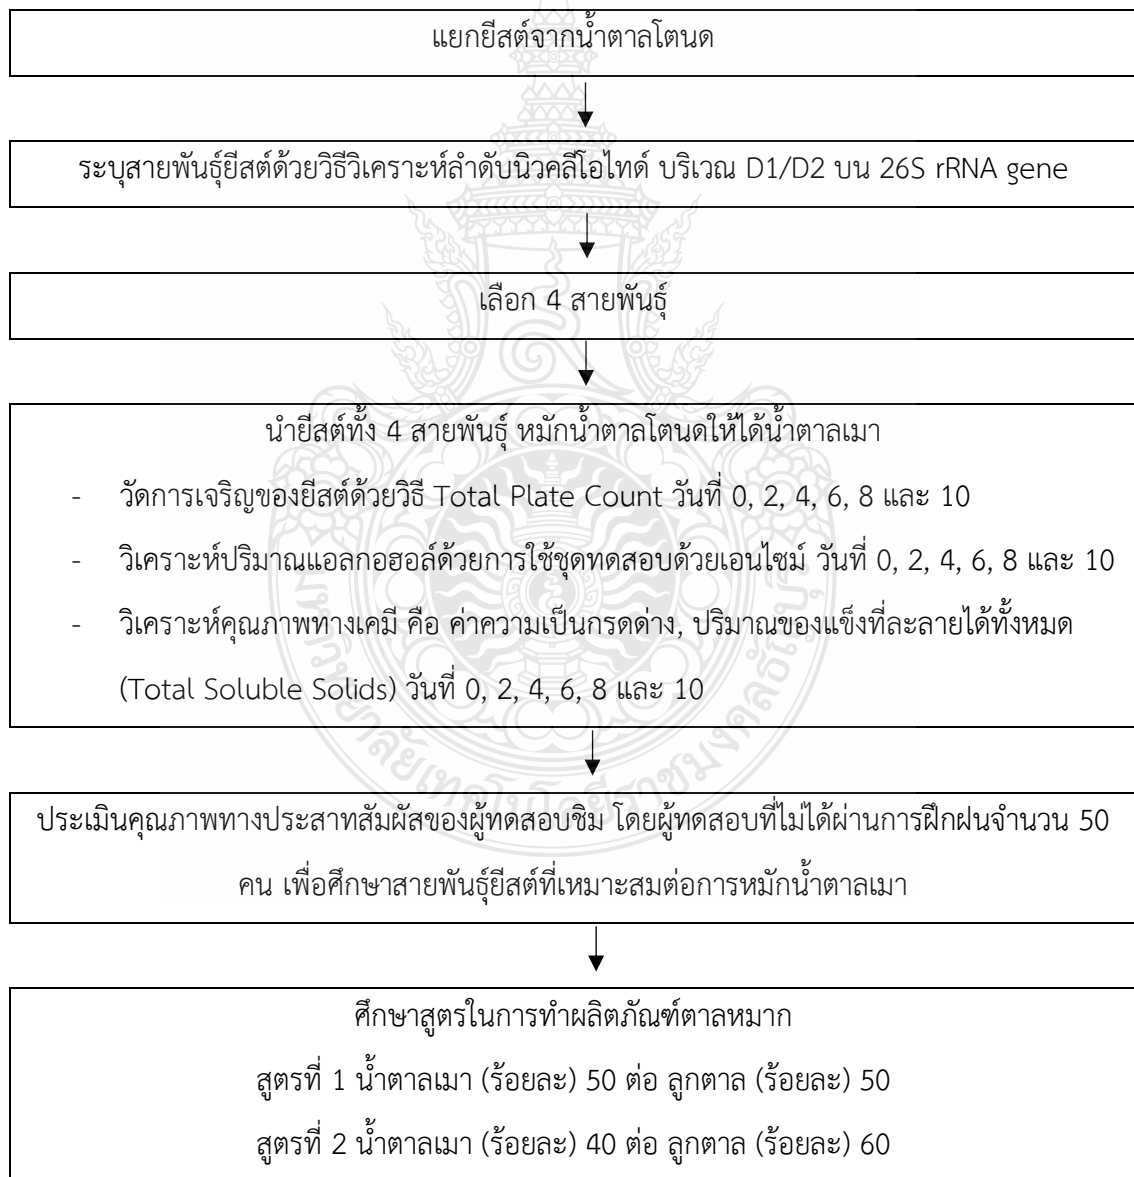 แยกยีสต์จากน้ำตาลโตนด
ระบุสายพันธุ์ยีสต์ด้วยวิธีวิเคราะห์ลำดับนิวคลีโอไทด์ บริเวณ D1/D2 บน 26S rRNA gene
เลือก 4 สายพันธุ์
นำยีสต์ทั้ง 4 สายพันธุ์ หมักน้ำตาลโตนดให้ได้น้ำตาลเมา
- วัดการเจริญของยีสต์ด้วยวิธี Total Plate Count วันที่ 0, 2, 4, 6, 8 และ 10
- วิเคราะห์ปริมาณแอลกอฮอล์ด้วยการใช้ชุดทดสอบด้วยเอนไซม์ วันที่ 0, 2, 4, 6, 8 และ 10
- วิเคราะห์คุณภาพทางเคมี คือ ค่าความเป็นกรดด่าง, ปริมาณของแข็งที่ละลายได้ทั้งหมด
(Total Soluble Solids) วันที่ 0, 2, 4, 6, 8 และ 10
ประเมินคุณภาพทางประสาทสัมผัสของผู้ทดสอบชิม โดยผู้ทดสอบที่ไม่ได้ผ่านการฝึกฝนจำนวน 50
คน เพื่อศึกษาสายพันธุ์ยีสต์ที่เหมาะสมต่อการหมักน้ำตาลเมา
ศึกษาสูตรในการทำผลิตภัณฑ์ตาลหมาก
สูตรที่ 1 น้ำตาลเมา (ร้อยละ) 50 ต่อ ลูกตาล (ร้อยละ) 50
สูตรที่ 2 น้ำตาลเมา (ร้อยละ) 40 ต่อ ลูกตาล (ร้อยละ) 60